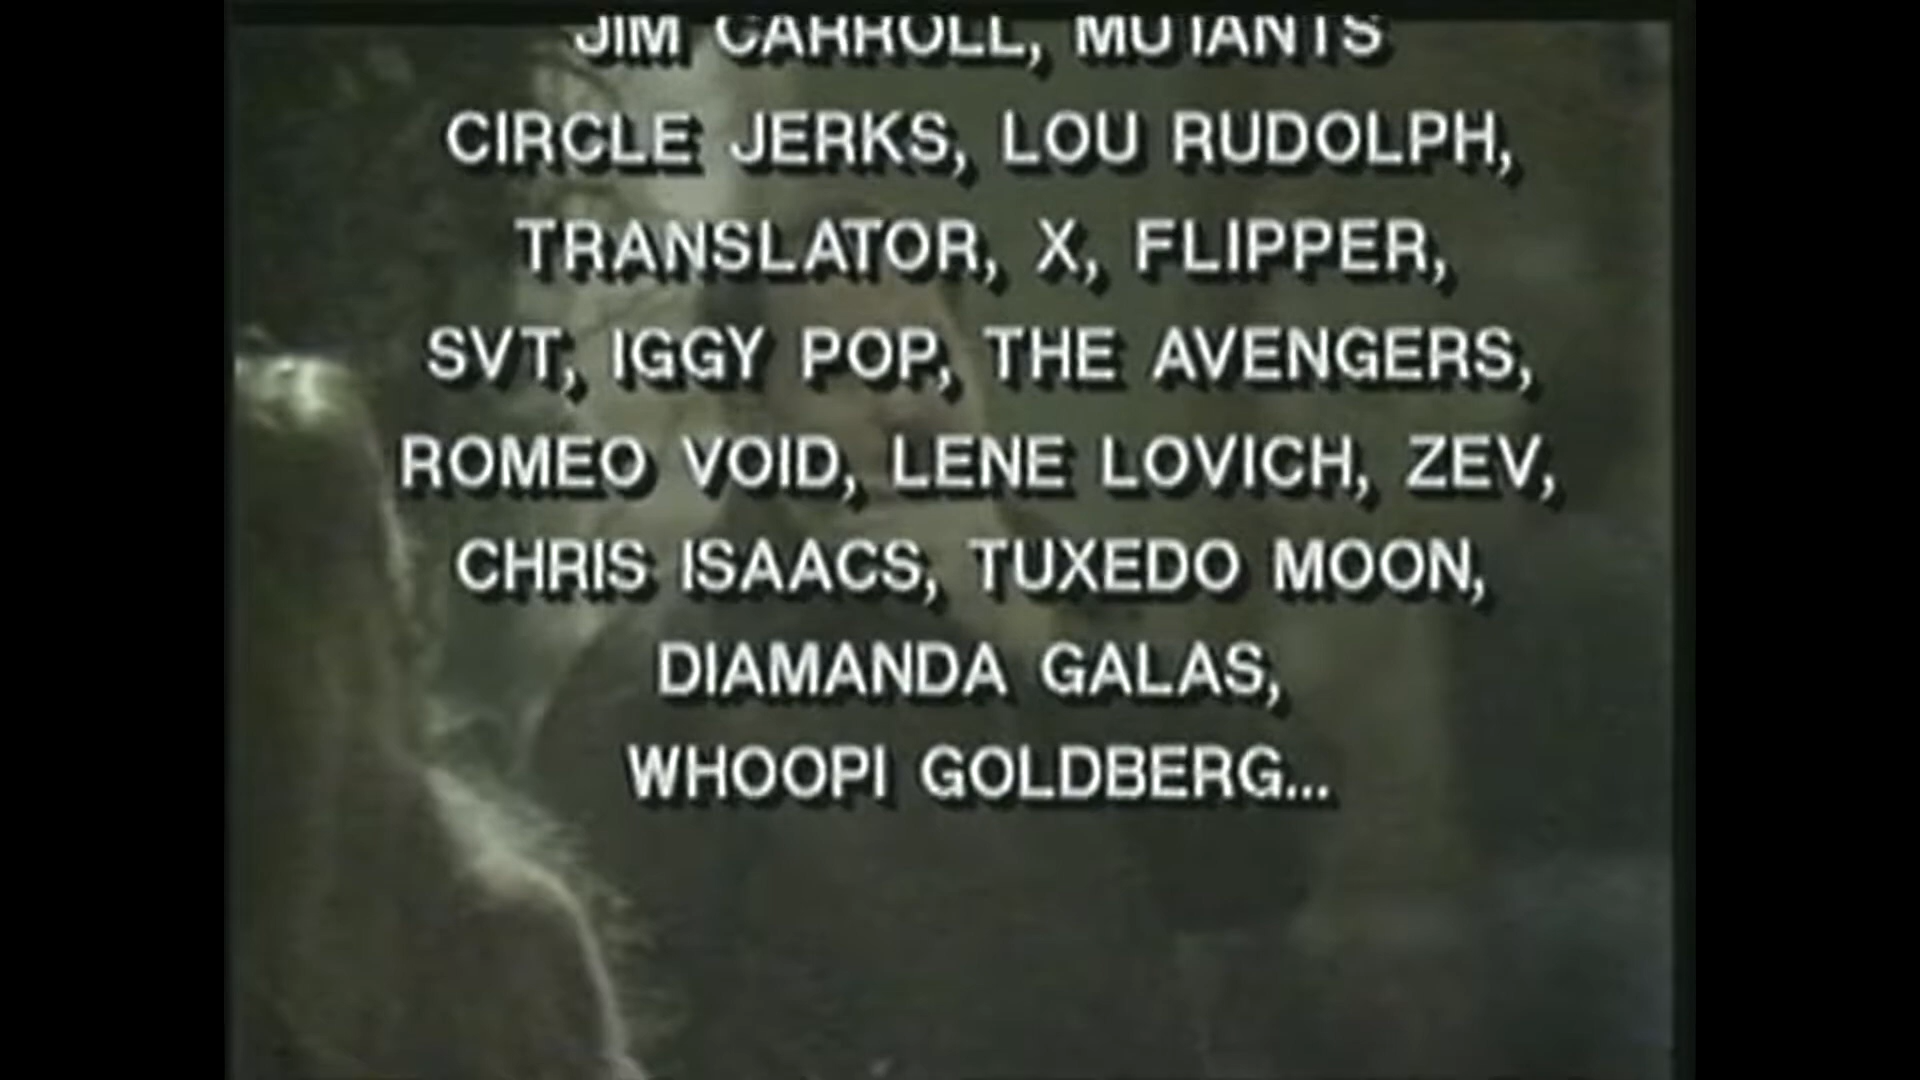 JIM CARROLL, MUTANTS
CIRCLE JERKS, LOU RUDOLPH,
TRANSLATOR, X, FLIPPER,
SVT, IGGY POP, THE AVENGERS,
ROMEO VOID, LENE LOVICH, ZEV,
CHRIS ISAACS, TUXEDO MOON,
DIAMANDA GALAS,
WHOOPI GOLDBERG...